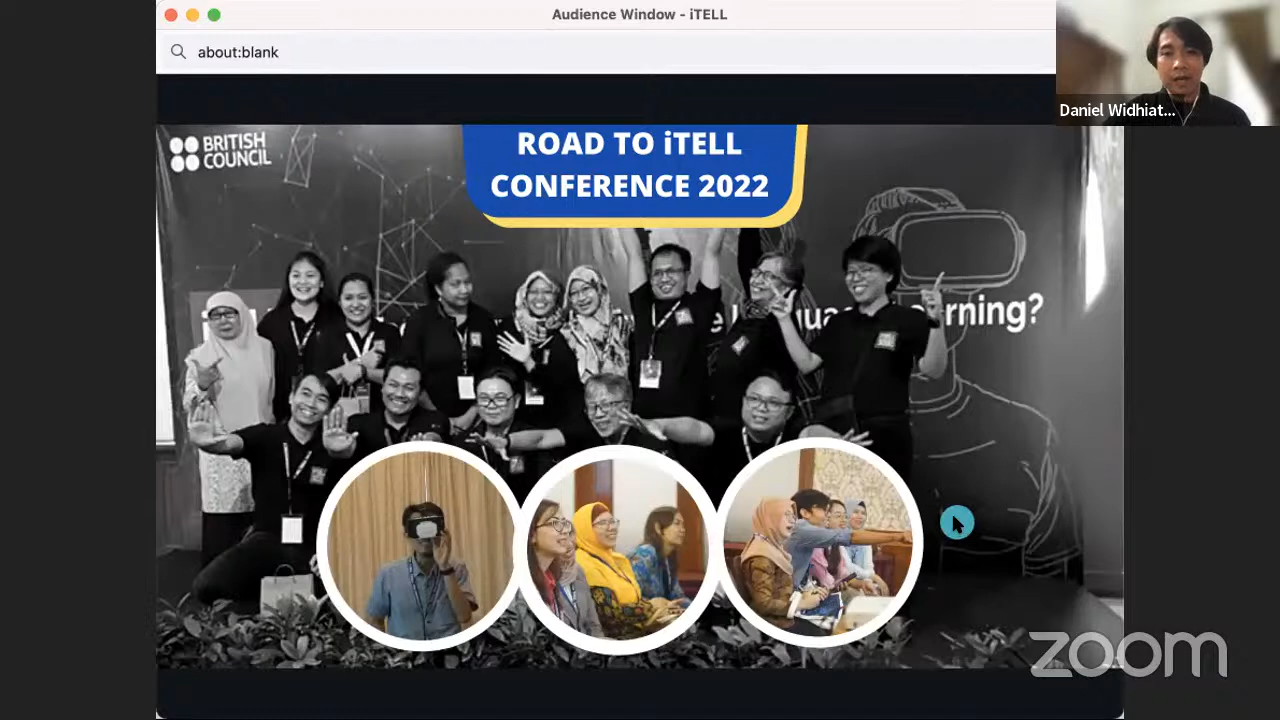 Audience Window - iTELL
about:blank
Daniel Widhiat...
BRITISH
COUNCIL
ROAD TO iTELL
CONFERENCE 2022
rning?
zoom